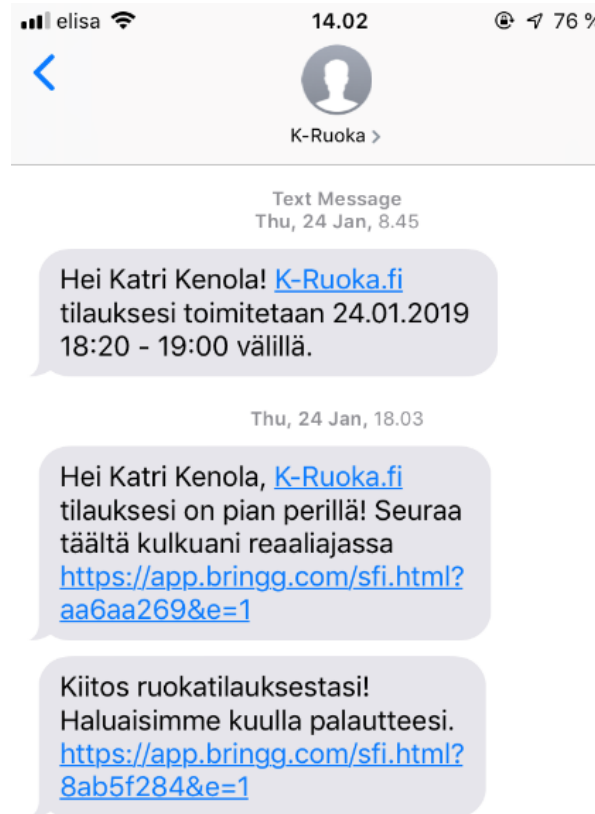 elisa 14.02 76 %
K-Ruoka >
Text Message
Thu, 24 Jan, 8.45
Hei Katri Kenola! K-Ruoka.fi
tilauksesi toimitetaan 24.01.2019
18:20 - 19:00 välillä.
Thu, 24 Jan, 18.03
Hei Katri Kenola, K-Ruoka.fi
tilauksesi on pian perillä! Seuraa
täältä kulkuani reaaliajassa
https://app.bringg.com/sfi.html?
aa6aa269&e=1
Kiitos ruokatilauksestasi!
Haluaisimme kuulla palautteesi.
https://app.bringg.com/sfi.html?
8ab5f284&e=1